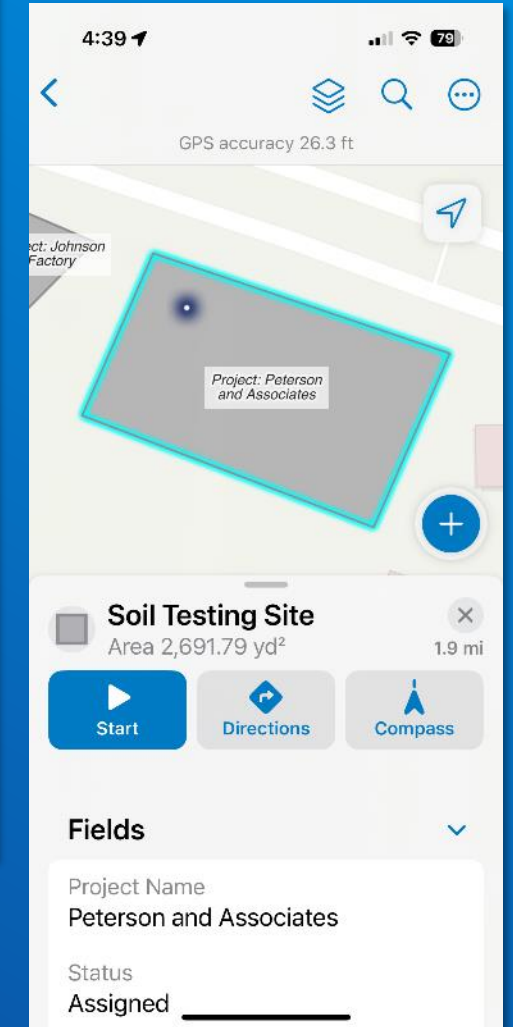 4:39
79
GPS accuracy 26.3 ft
ct: Johnson
Factory
Project: Peterson
and Associates
Soil Testing Site
Area 2,691.79 yd²
1.9 mi
Start
Directions
Compass
Fields
Project Name
Peterson and Associates
Status
Assigned